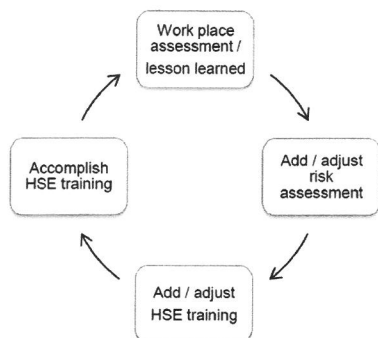 Work place
assessment /
lesson learned
Add / adjust
risk
assessment
Add / adjust
HSE training
Accomplish
HSE training